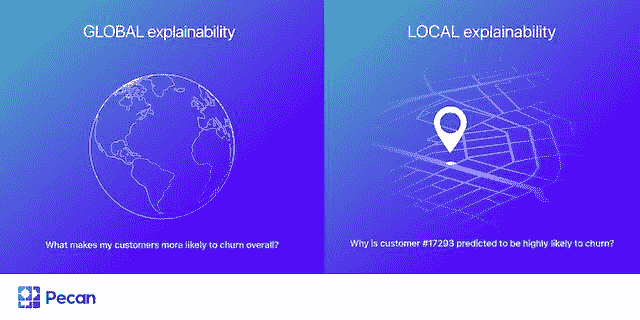 GLOBAL explainability
What makes my customers more likely to churn overall?
LOCAL explainability
Why is customer #17293 predicted to be highly likely to churn?
Pecan